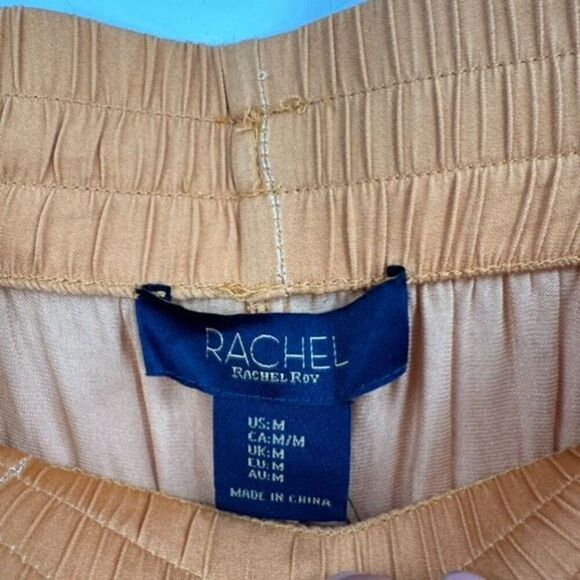 RACHEL
RACHEL ROY
US:M
CA:M/M
UK:M
EU:M
AU:M
MADE IN CHINA